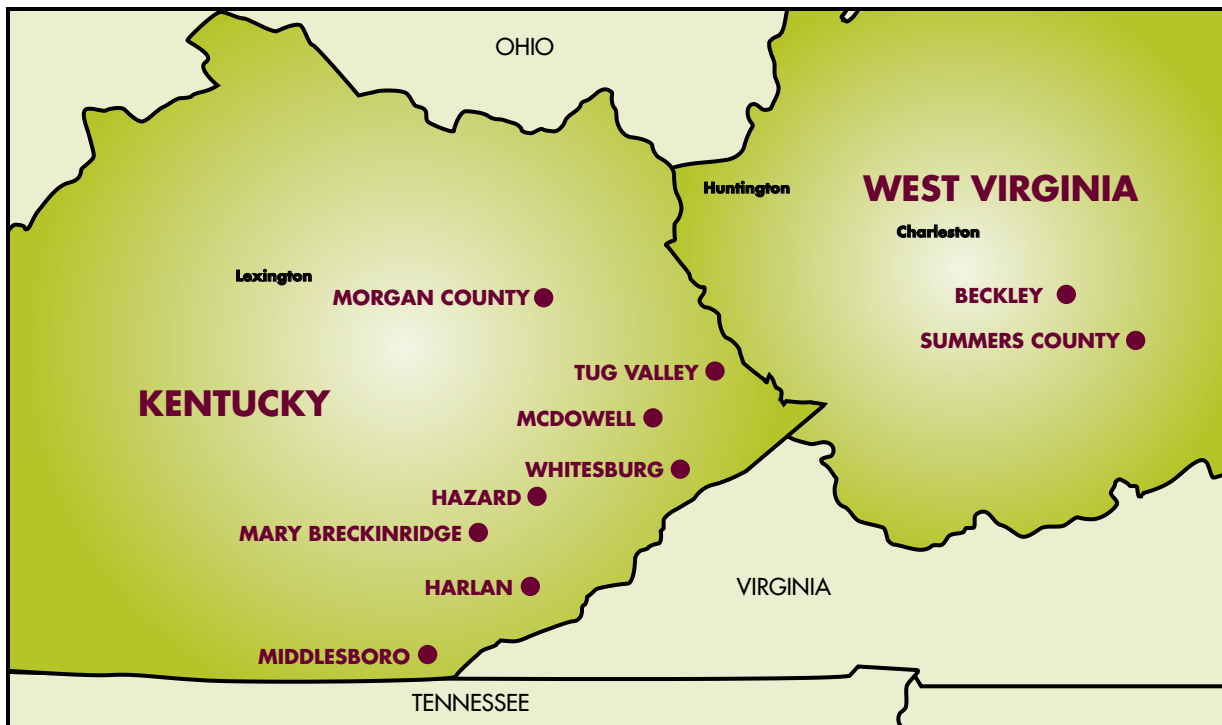 OHIO
Huntington
WEST VIRGINIA
Charleston
Lexington
MORGAN COUNTY
BECKLEY
SUMMERS COUNTY
TUG VALLEY
KENTUCKY
MCDOWELL
WHITESBURG
HAZARD
MARY BRECKINRIDGE
HARLAN
VIRGINIA
MIDDLESBORO
TENNESSEE